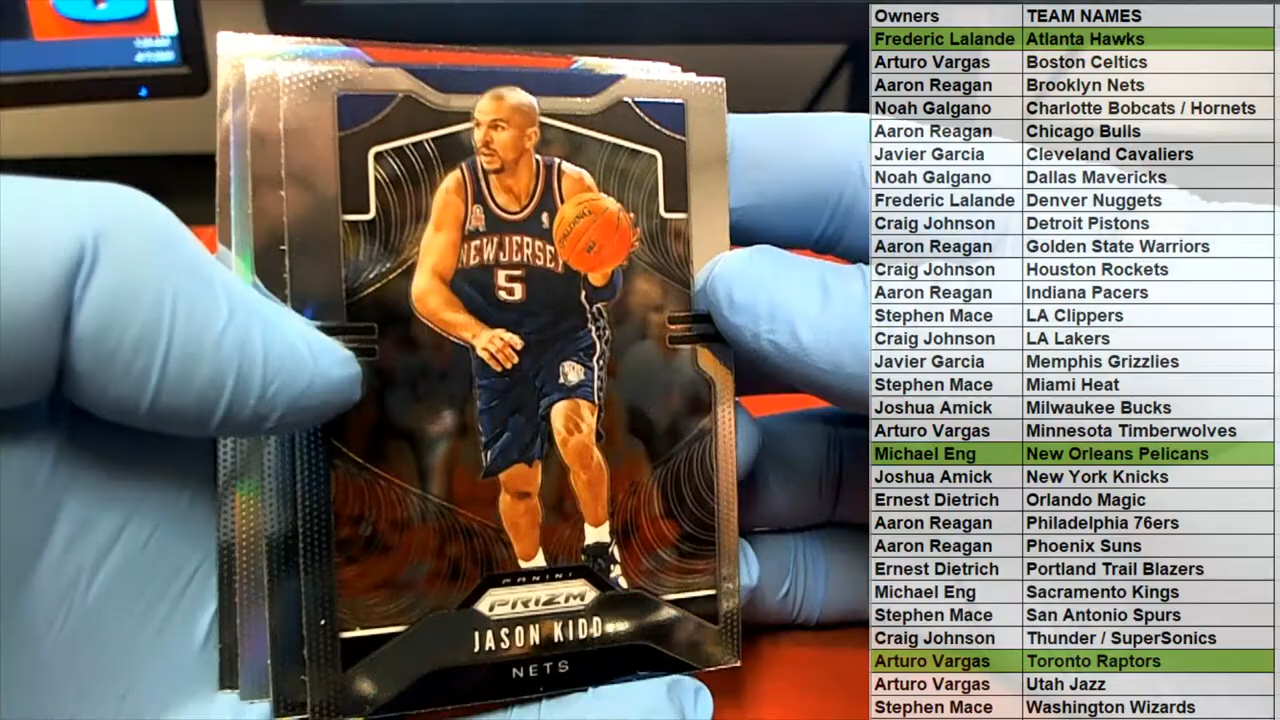 NEW JERSEY
5
SPALDING
PANINI
PRIZM
JASON KIDD
NETS
Owners TEAM NAMES
Frederic Lalande Atlanta Hawks
Arturo Vargas Boston Celtics
Aaron Reagan Brooklyn Nets
Noah Galgano Charlotte Bobcats / Hornets
Aaron Reagan Chicago Bulls
Javier Garcia Cleveland Cavaliers
Noah Galgano Dallas Mavericks
Frederic Lalande Denver Nuggets
Craig Johnson Detroit Pistons
Aaron Reagan Golden State Warriors
Craig Johnson Houston Rockets
Aaron Reagan Indiana Pacers
Stephen Mace LA Clippers
Craig Johnson LA Lakers
Javier Garcia Memphis Grizzlies
Stephen Mace Miami Heat
Joshua Amick Milwaukee Bucks
Arturo Vargas Minnesota Timberwolves
Michael Eng New Orleans Pelicans
Joshua Amick New York Knicks
Ernest Dietrich Orlando Magic
Aaron Reagan Philadelphia 76ers
Aaron Reagan Phoenix Suns
Ernest Dietrich Portland Trail Blazers
Michael Eng Sacramento Kings
Stephen Mace San Antonio Spurs
Craig Johnson Thunder / SuperSonics
Arturo Vargas Toronto Raptors
Arturo Vargas Utah Jazz
Stephen Mace Washington Wizards